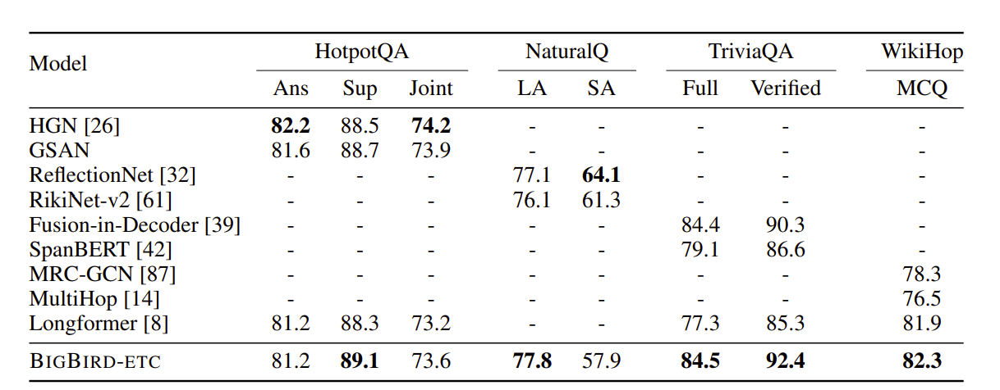 Model HotpotQA NaturalQ TriviaQA WikiHop
Ans Sup Joint LA SA Full Verified MCQ
HGN [26] 82.2 88.5 74.2 - - - - -
GSAN 81.6 88.7 73.9 - - - - -
ReflectionNet [32] - - - 77.1 64.1 - - -
RikiNet-v2 [61] - - - 76.1 61.3 - - -
Fusion-in-Decoder [39] - - - - - 84.4 90.3 -
SpanBERT [42] - - - - - 79.1 86.6 -
MRC-GCN [87] - - - - - - - 78.3
MultiHop [14] - - - - - - - 76.5
Longformer [8] 81.2 88.3 73.2 - - 77.3 85.3 81.9
BIGBIRD-ETC 81.2 89.1 73.6 77.8 57.9 84.5 92.4 82.3